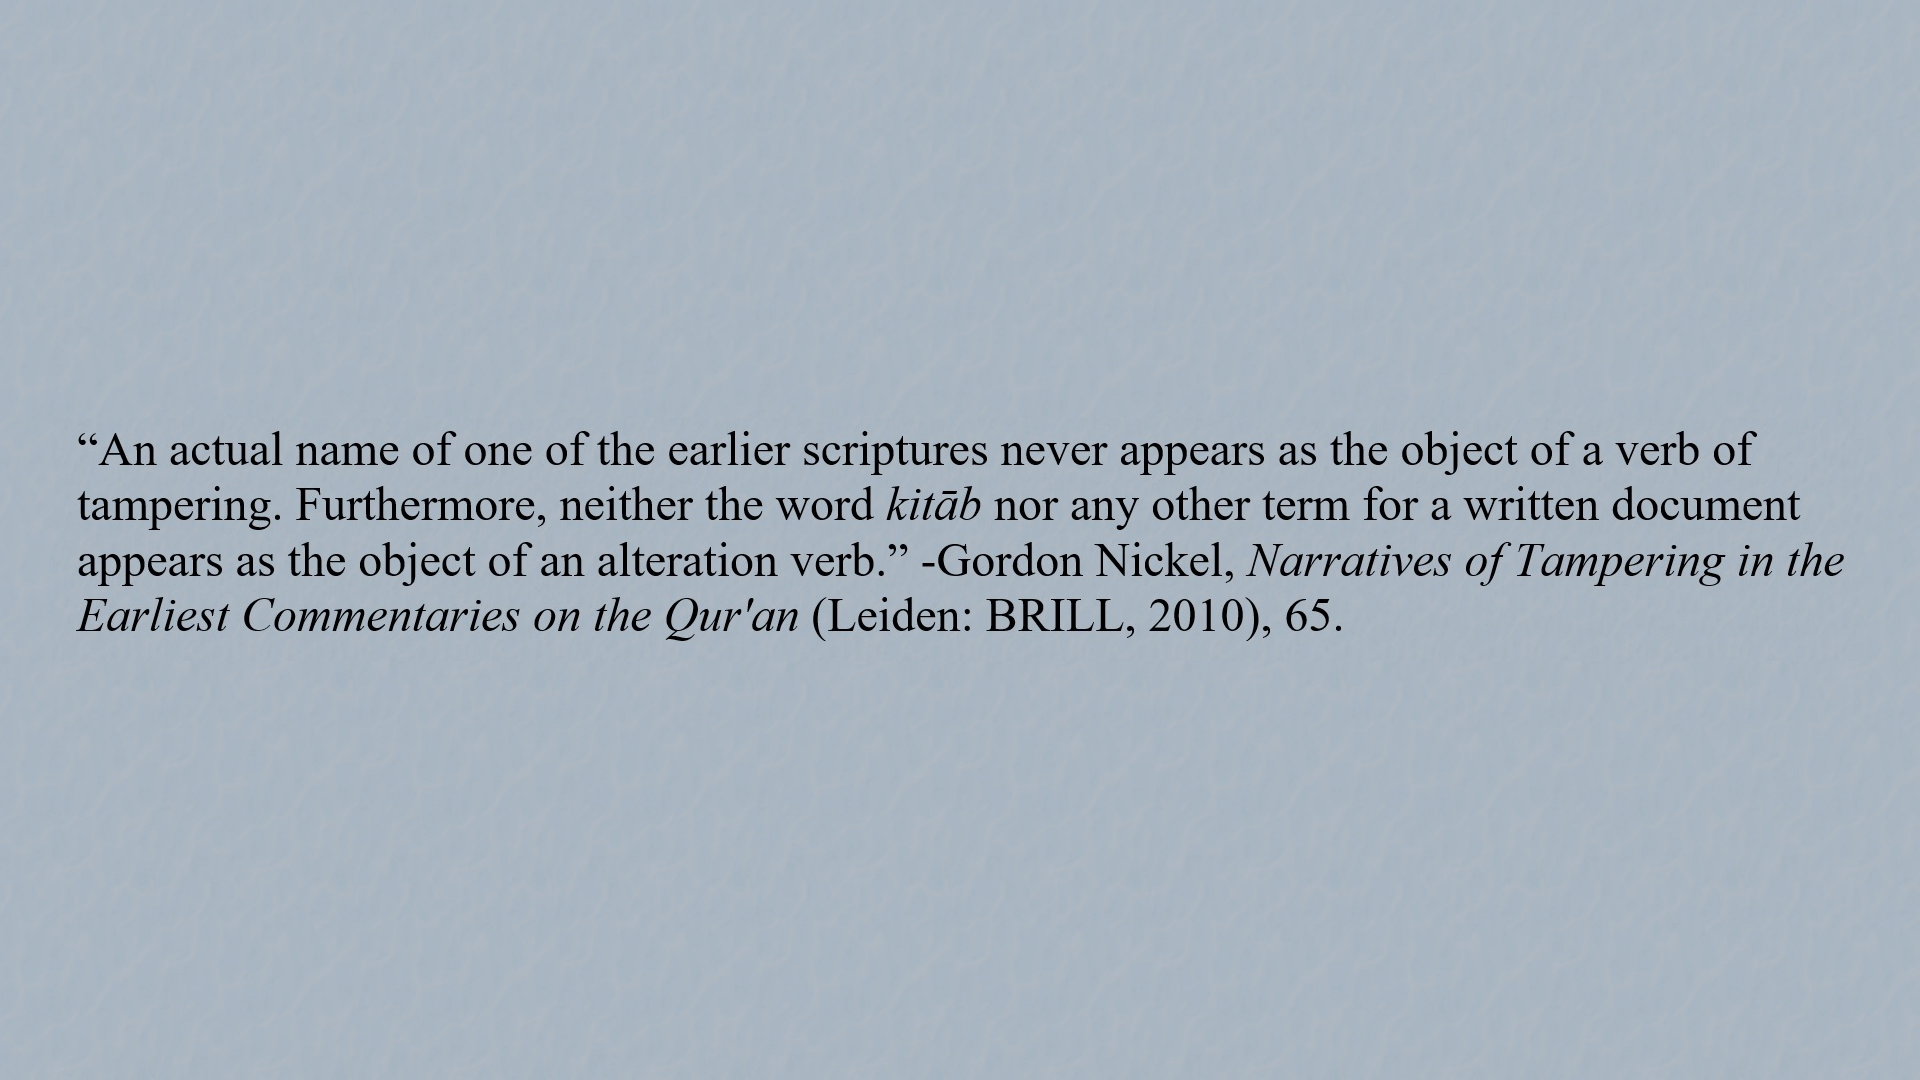 “An actual name of one of the earlier scriptures never appears as the object of a verb of
tampering. Furthermore, neither the word kitāb nor any other term for a written document
appears as the object of an alteration verb.” -Gordon Nickel, Narratives of Tampering in the
Earliest Commentaries on the Qur'an (Leiden: BRILL, 2010), 65.